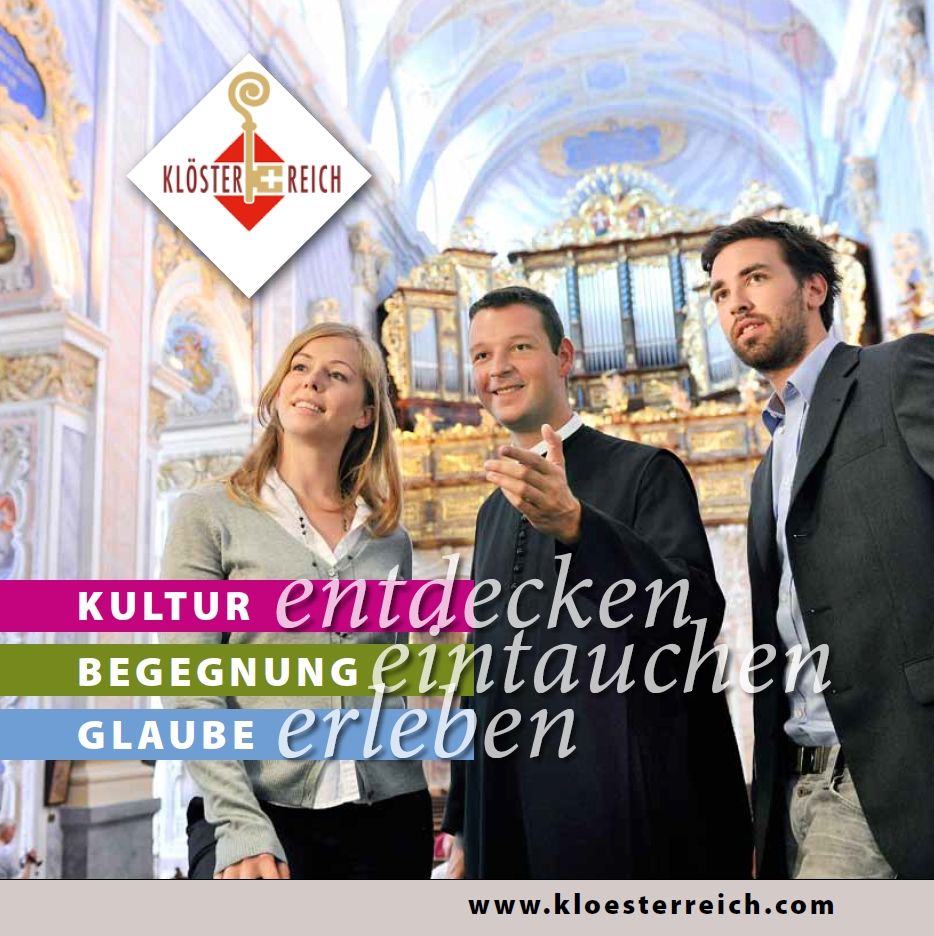 KLÖSTER REICH
KULTUR entdecken
BEGEGNUNG eintauchen
GLAUBE erleben
www.kloesterreich.com